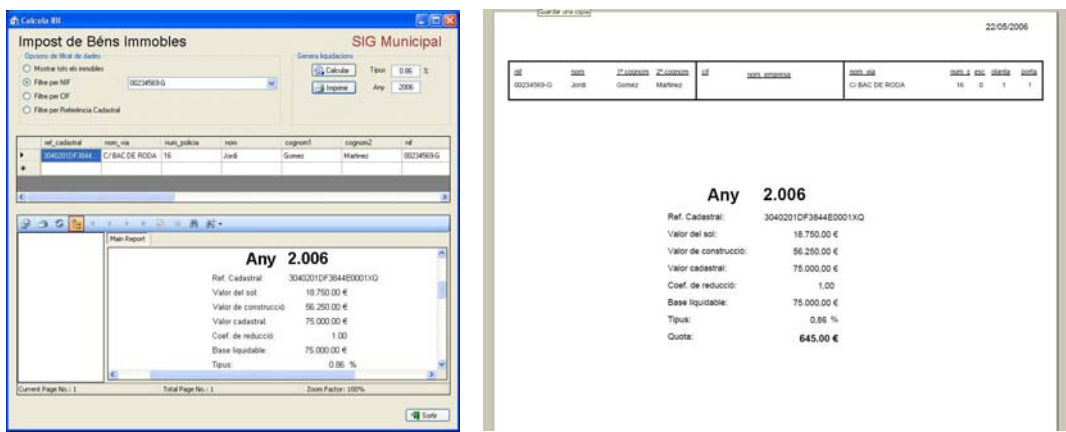 Calcula IBI
Impost de Béns Immobles
SIG Municipal
Opcions de filtrat de dades
Mostrar tots els inmobles
Filtre per NIF
00234569-G
Filtre per CIF
Filtre per Referència Cadastral
Genera liquidacions
Calcular
Tipus
0.86
%
Imprimir
Any
2006
ref_cadastral nom_via num_policia nom cognom1 cognom2 nif
3040201DF3844... C/ BAC DE RODA 16 Jordi Gomez Martinez 00234569-G
Main Report
Any 2.006
Ref. Cadastral: 3040201DF3844E0001XQ
Valor del sol: 18.750.00 €
Valor de construcció 56.250.00 €
Valor cadastral: 75.000.00 €
Coef. de reducció: 1.00
Base liquidable: 75.000.00 €
Tipus: 0.86 %
Current Page No.: 1
Total Page No.: 1
Zoom Factor: 100%
Sortir
Guardar una copia
22/05/2006
nif nom 1º cognom 2º cognom cif nom_empresa nom_via num_s esc planta porta
00234569-G Jordi Gomez Martinez C/ BAC DE RODA 16 0 1 1
Any 2.006
Ref. Cadastral: 3040201DF3844E0001XQ
Valor del sol: 18.750,00 €
Valor de construcció: 56.250,00 €
Valor cadastral: 75.000,00 €
Coef. de reducció: 1,00
Base liquidable: 75.000,00 €
Tipus: 0,86 %
Quota: 645.00 €